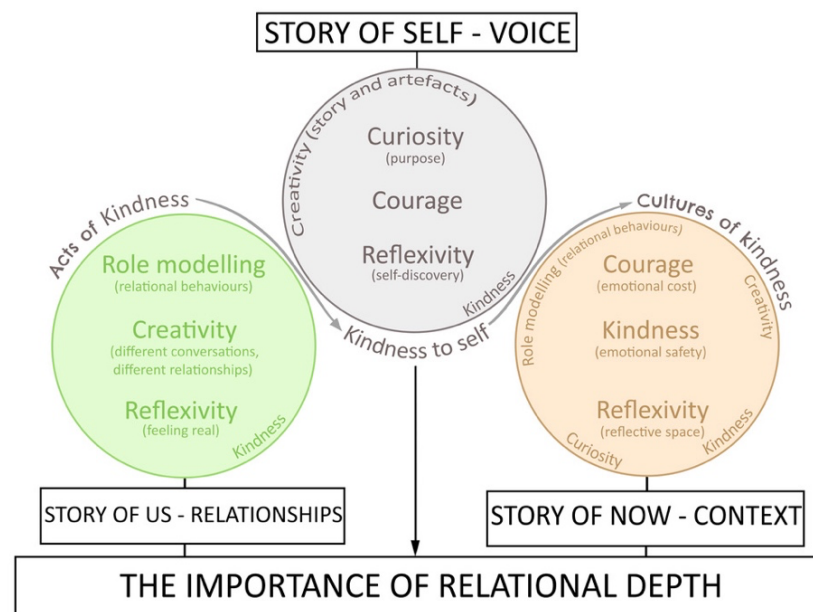 STORY OF SELF - VOICE
Creativity (story and artefacts)
Curiosity
(purpose)
Courage
Reflexivity
(self-discovery)
Kindness
Acts of Kindness
Kindness to self
Cultures of kindness
Role modelling
(relational behaviours)
Creativity
(different conversations,
different relationships)
Reflexivity
(feeling real)
Kindness
Role modelling (relational behaviours)
Courage
(emotional cost)
Creativity
Kindness
(emotional safety)
Reflexivity
(reflective space)
Curiosity
Kindness
STORY OF US - RELATIONSHIPS
STORY OF NOW - CONTEXT
THE IMPORTANCE OF RELATIONAL DEPTH